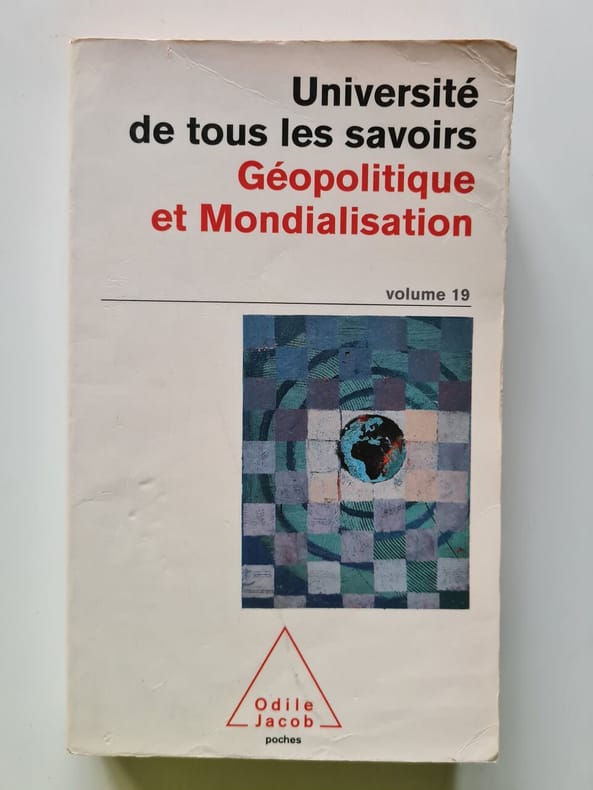 Université
de tous les savoirs
Géopolitique
et Mondialisation
volume 19
Odile
Jacob
poches